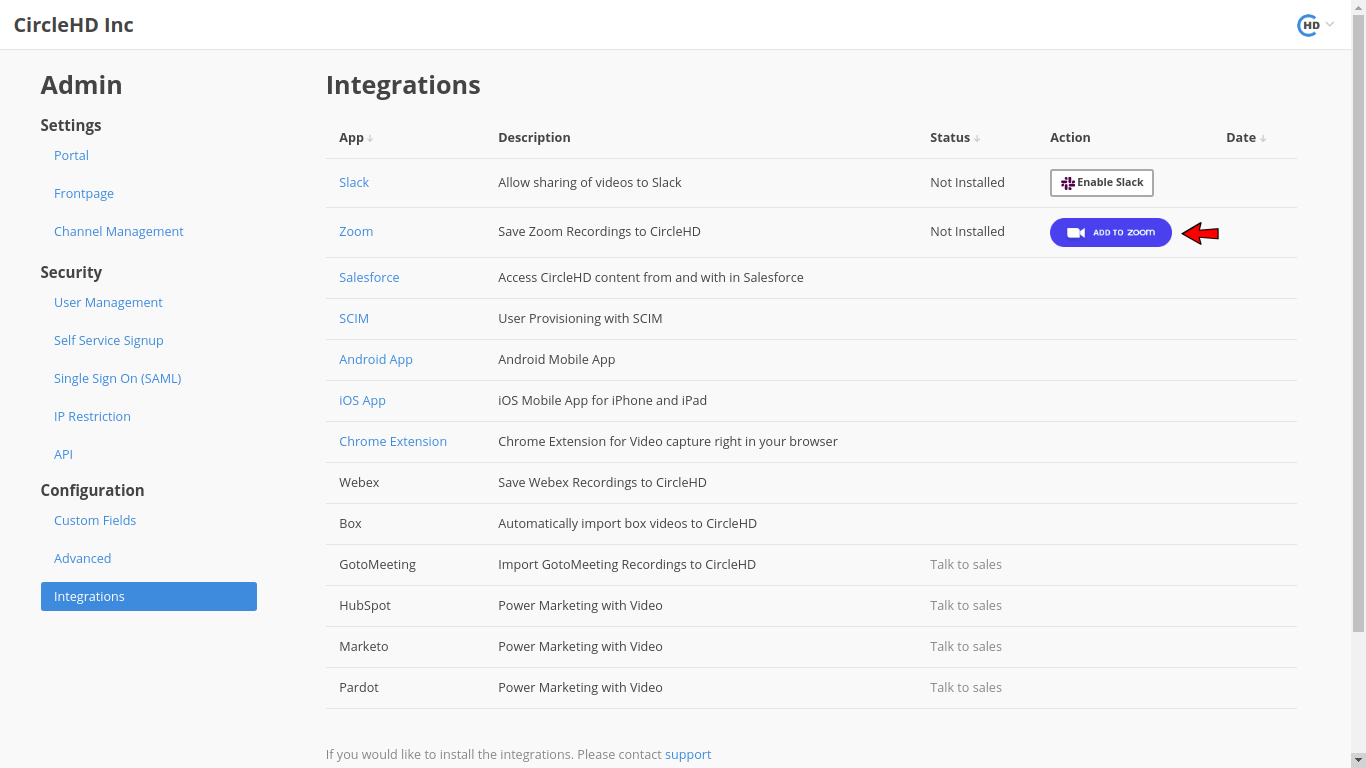 CircleHD Inc
HD
Admin
Settings
Portal
Frontpage
Channel Management
Security
User Management
Self Service Signup
Single Sign On (SAML)
IP Restriction
API
Configuration
Custom Fields
Advanced
Integrations
Integrations
App Description Status Action Date
Slack Allow sharing of videos to Slack Not Installed Enable Slack
Zoom Save Zoom Recordings to CircleHD Not Installed ADD TO zoom
Salesforce Access CircleHD content from and with in Salesforce
SCIM User Provisioning with SCIM
Android App Android Mobile App
iOS App iOS Mobile App for iPhone and iPad
Chrome Extension Chrome Extension for Video capture right in your browser
Webex Save Webex Recordings to CircleHD
Box Automatically import box videos to CircleHD
GotoMeeting Import GotoMeeting Recordings to CircleHD Talk to sales
HubSpot Power Marketing with Video Talk to sales
Marketo Power Marketing with Video Talk to sales
Pardot Power Marketing with Video Talk to sales
If you would like to install the integrations. Please contact support